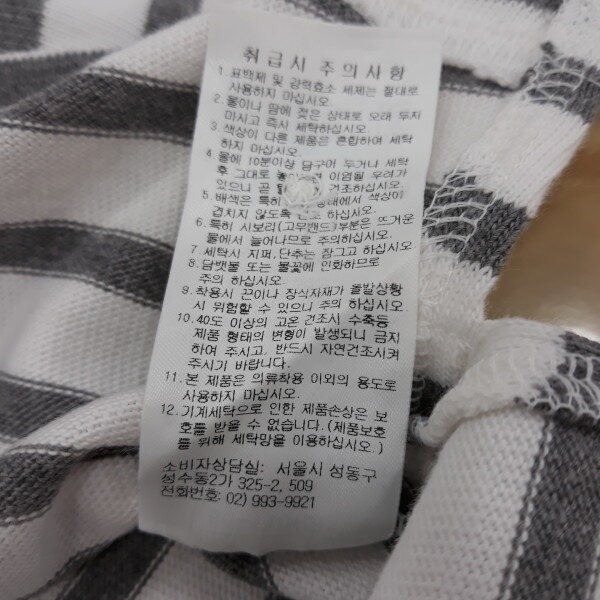 취급시 주의사항
1. 표백제 및 강력효소 세제는 절대로
사용하지 마십시오.
2. 물이나 땀에 젖은 상태로 오래 두지
마시고 즉시 세탁하십시오.
3. 색상이 다른 제품은 혼합하여 세탁
하지 마십시오.
4. 물에 10분이상 담구어 두거나 세탁
후 그대로 이염될 우려가
있으니 곧 건조하십시오.
5. 배색은 특히 상태에서 색상이
겹치지 않도록 하십시오.
6. 특히 시보리(고무밴드)부분은 뜨거운
물에서 늘어나므로 주의하십시오.
7. 세탁시 지퍼,단추는 잠그고 하십시오
8. 담뱃불 또는 불꽃에 인화하므로
주의 하십시오.
9. 착용시 끈이나 장식자재가 돌발상황
시 위험할 수 있으니 주의 하십시오.
10. 40도 이상의 고온 건조시 수축등
제품 형태의 변형이 발생되니 금지
하여 주시고, 반드시 자연건조시켜
주시기 바랍니다.
11. 본 제품은 의류착용 이외의 용도로
사용하지 마십시오.
12. 기계세탁으로 인한 제품손상은 보
호를 받을 수 없습니다.(제품보호
를 위해 세탁망을 이용하십시오.)
소비자상담실: 서울시 성동구
성수동2가 325-2, 509
전화번호: 02) 993-9921